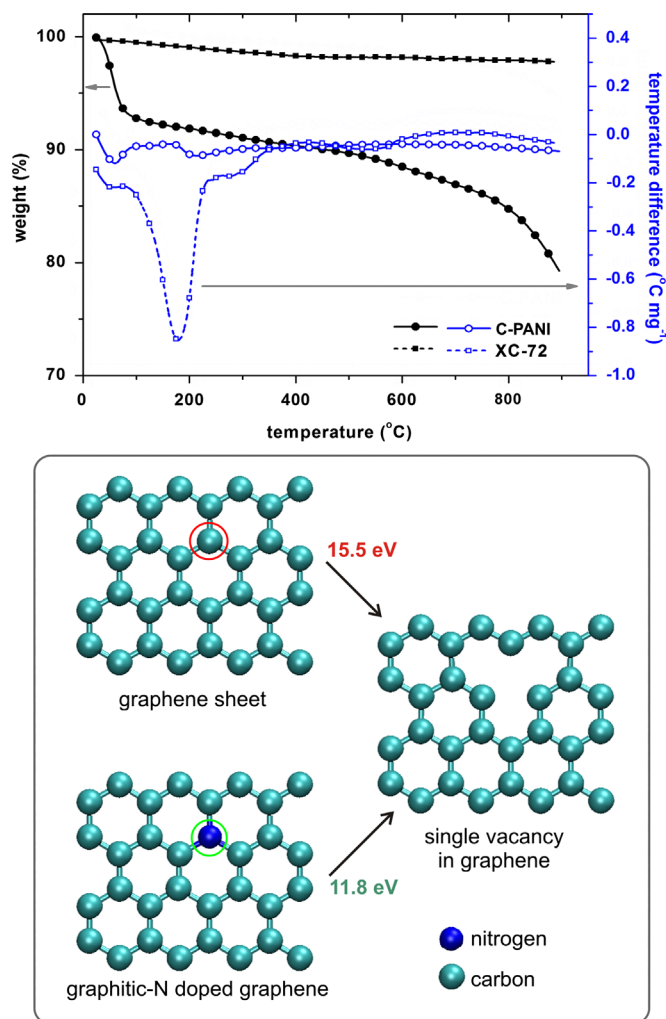 100
90
80
70
weight (%)
0.4
0.2
0.0
-0.2
-0.4
-0.6
-0.8
-1.0
temperature difference (°C mg⁻¹)
C-PANI
XC-72
0
200
400
600
800
temperature (°C)
15.5 eV
graphene sheet
single vacancy
in graphene
11.8 eV
nitrogen
carbon
graphitic-N doped graphene